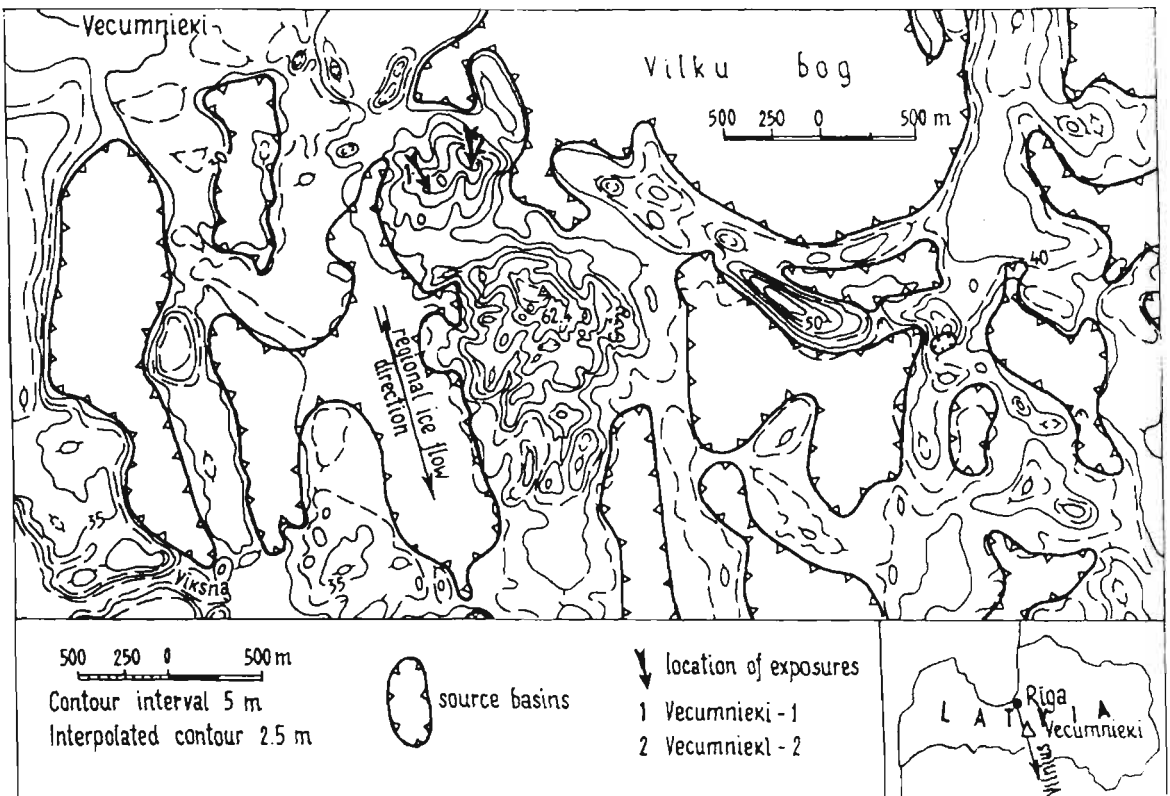 Vecumnieki
Vilku bog
500 250 0 500 m
40
62.4
50
regional ice flow
direction
35
35
Viksna
500 250 0 500 m
Contour interval 5 m
Interpolated contour 2.5 m
source basins
location of exposures
1 Vecumnieki - 1
2 Vecumniekl - 2
Riga
LATVIA
Vecumnieki
Vilnius